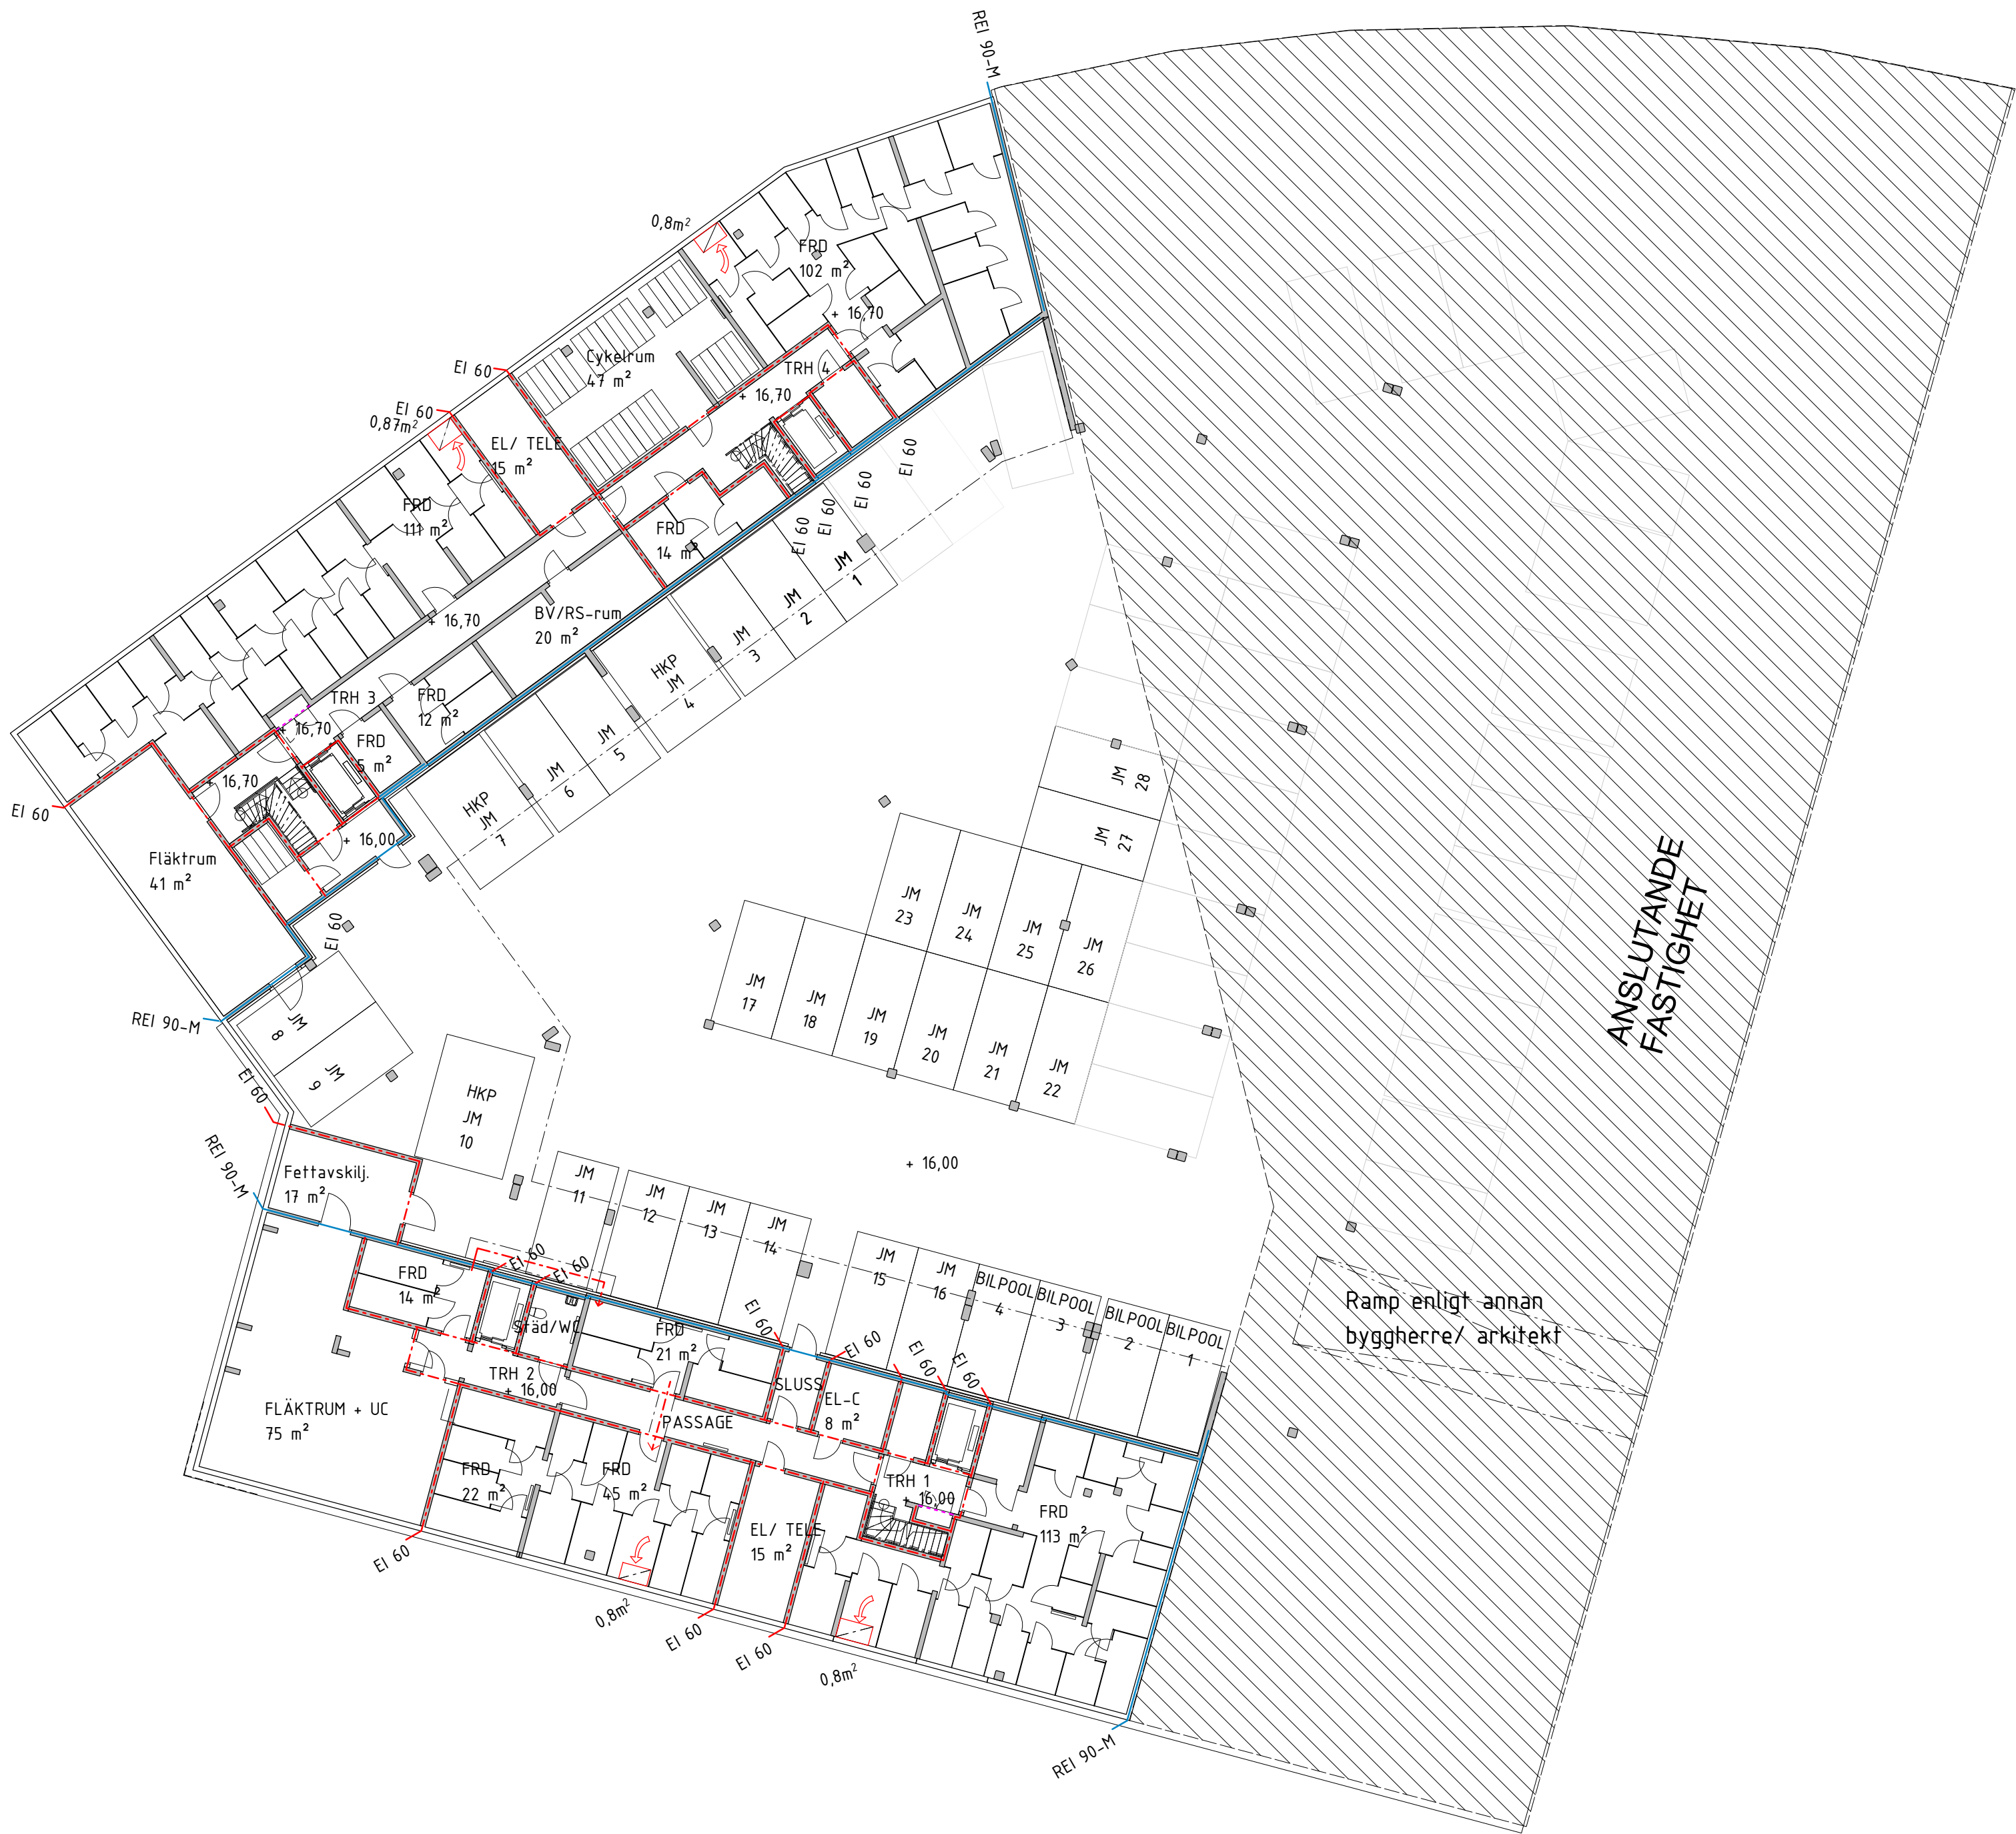 REI 90-M
0,8m²
FRD
102 m²
+ 16,70
Cykelrum
47 m²
EI 60
TRH 4
+ 16,70
EI 60
0,87m²
EL/ TELE
15 m²
FRD
111 m²
FRD
14 m²
EI 60
EI 60
EI 60
EI 60
JM
1
JM
2
JM
3
HKP
JM
4
JM
5
JM
6
HKP
JM
7
BV/RS-rum
20 m²
+ 16,70
TRH 3
FRD
12 m²
+ 16,70
FRD
5 m²
+ 16,70
+ 16,00
EI 60
Fläktrum
41 m²
EI 60
REI 90-M
JM
8
JM
9
EI 60
HKP
JM
10
JM
28
JM
27
JM
23
JM
24
JM
25
JM
26
JM
17
JM
18
JM
19
JM
20
JM
21
JM
22
ANSLUTANDE
FASTIGHET
+ 16,00
REI 90-M
Fettavskilj.
17 m²
JM
11
JM
12
JM
13
JM
14
JM
15
JM
16
BILPOOL
4
BILPOOL
3
BILPOOL
2
BILPOOL
1
Ramp enligt annan
byggherre/ arkitekt
EI 60
EI 60
FRD
14 m²
Städ/WC
FRD
21 m²
EI 60
EI 60
EI 60
EI 60
TRH 2
+ 16,00
SLUSS
EL-C
8 m²
PASSAGE
FLÄKTRUM + UC
75 m²
FRD
22 m²
FRD
45 m²
TRH 1
+ 16,00
FRD
113 m²
EL/ TELE
15 m²
EI 60
0,8m²
EI 60
EI 60
0,8m²
REI 90-M